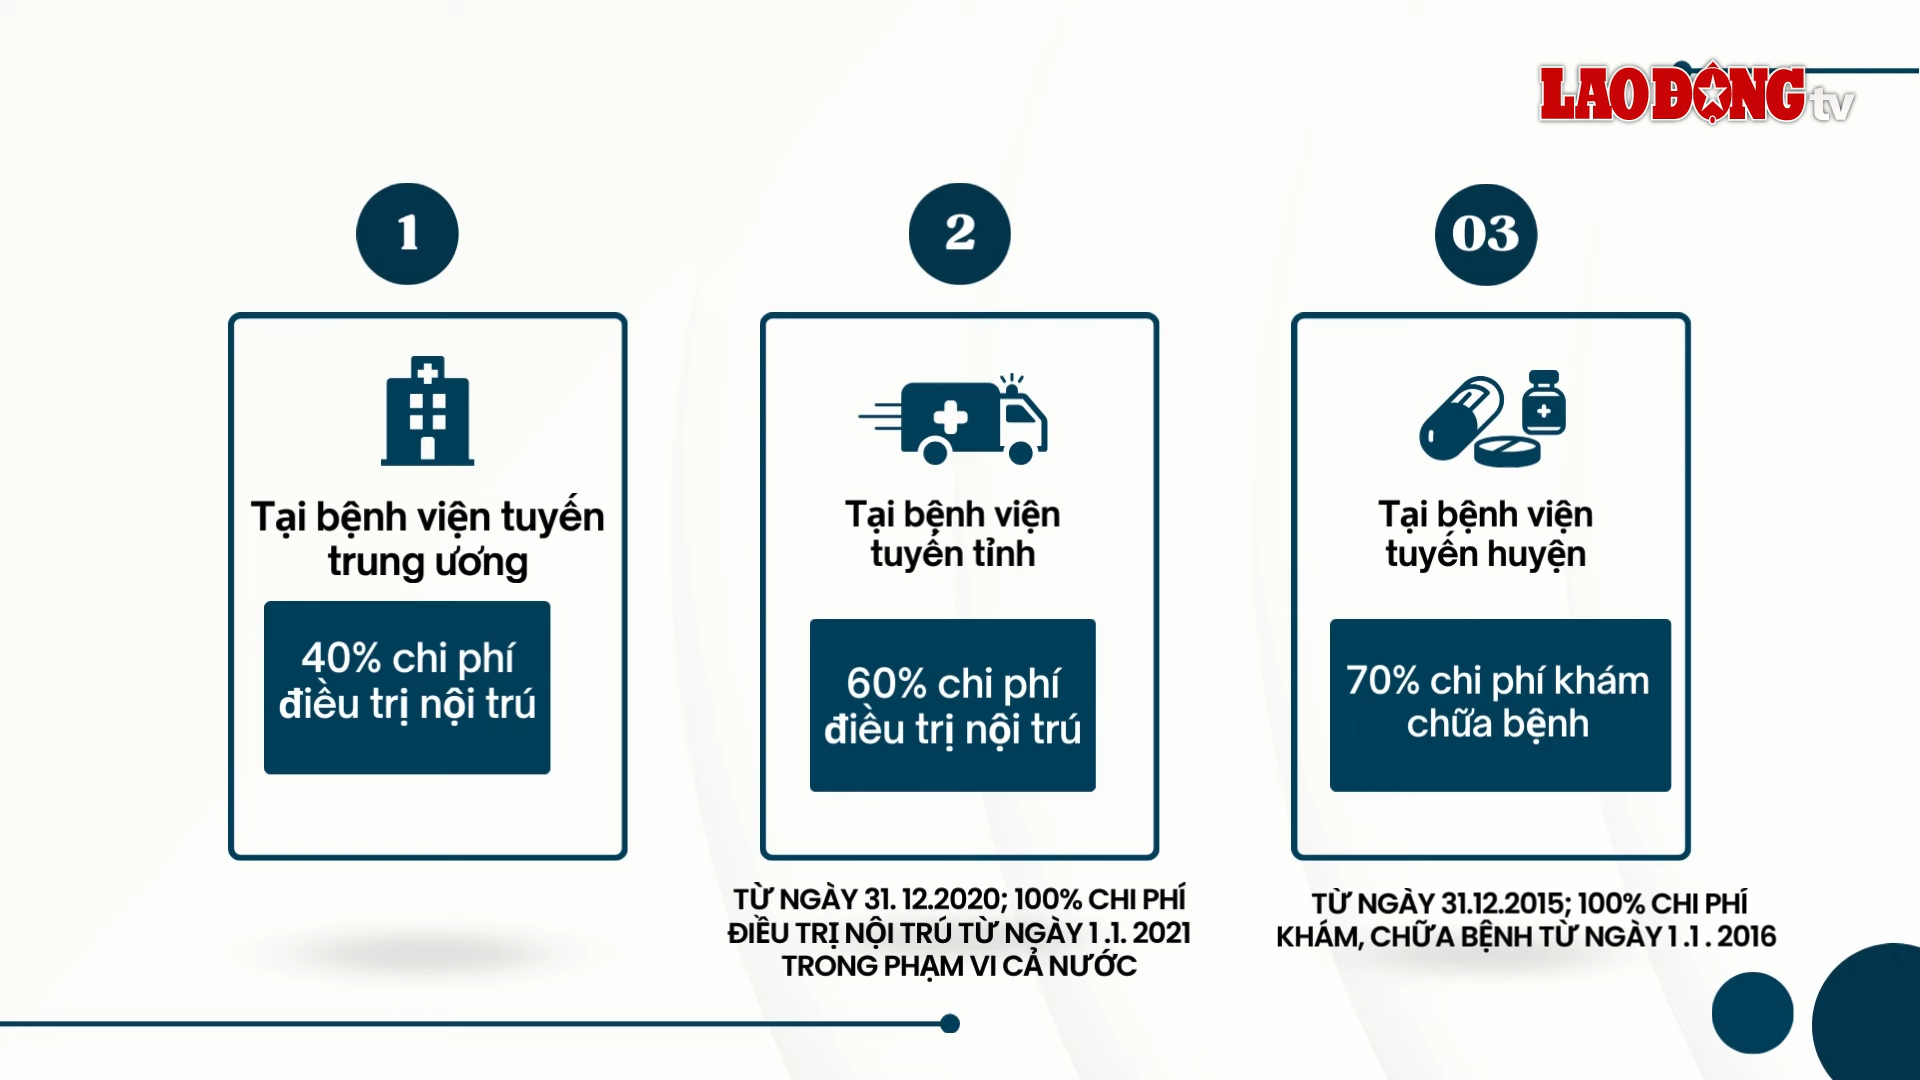 LAO ĐỘNG tv
1
Tại bệnh viện tuyến
trung ương
40% chi phí
điều trị nội trú
2
Tại bệnh viện
tuyến tỉnh
60% chi phí
điều trị nội trú
TỪ NGÀY 31. 12.2020; 100% CHI PHÍ
ĐIỀU TRỊ NỘI TRÚ TỪ NGÀY 1 .1. 2021
TRONG PHẠM VI CẢ NƯỚC
03
Tại bệnh viện
tuyến huyện
70% chi phí khám
chữa bệnh
TỪ NGÀY 31.12.2015; 100% CHI PHÍ
KHÁM, CHỮA BỆNH TỪ NGÀY 1 .1 . 2016